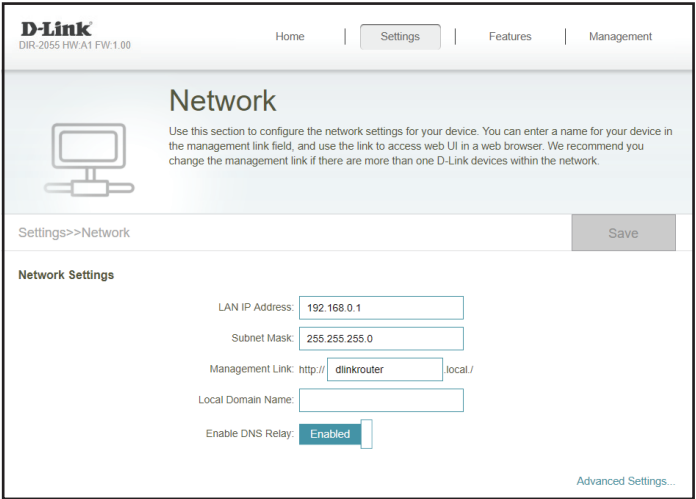 D-Link
DIR-2055 HW:A1 FW:1.00
Home
Settings
Features
Management
Network
Use this section to configure the network settings for your device. You can enter a name for your device in
the management link field, and use the link to access web UI in a web browser. We recommend you
change the management link if there are more than one D-Link devices within the network.
Settings>>Network
Save
Network Settings
LAN IP Address: 192.168.0.1
Subnet Mask: 255.255.255.0
Management Link: http:// dlinkrouter .local./
Local Domain Name:
Enable DNS Relay: Enabled
Advanced Settings...